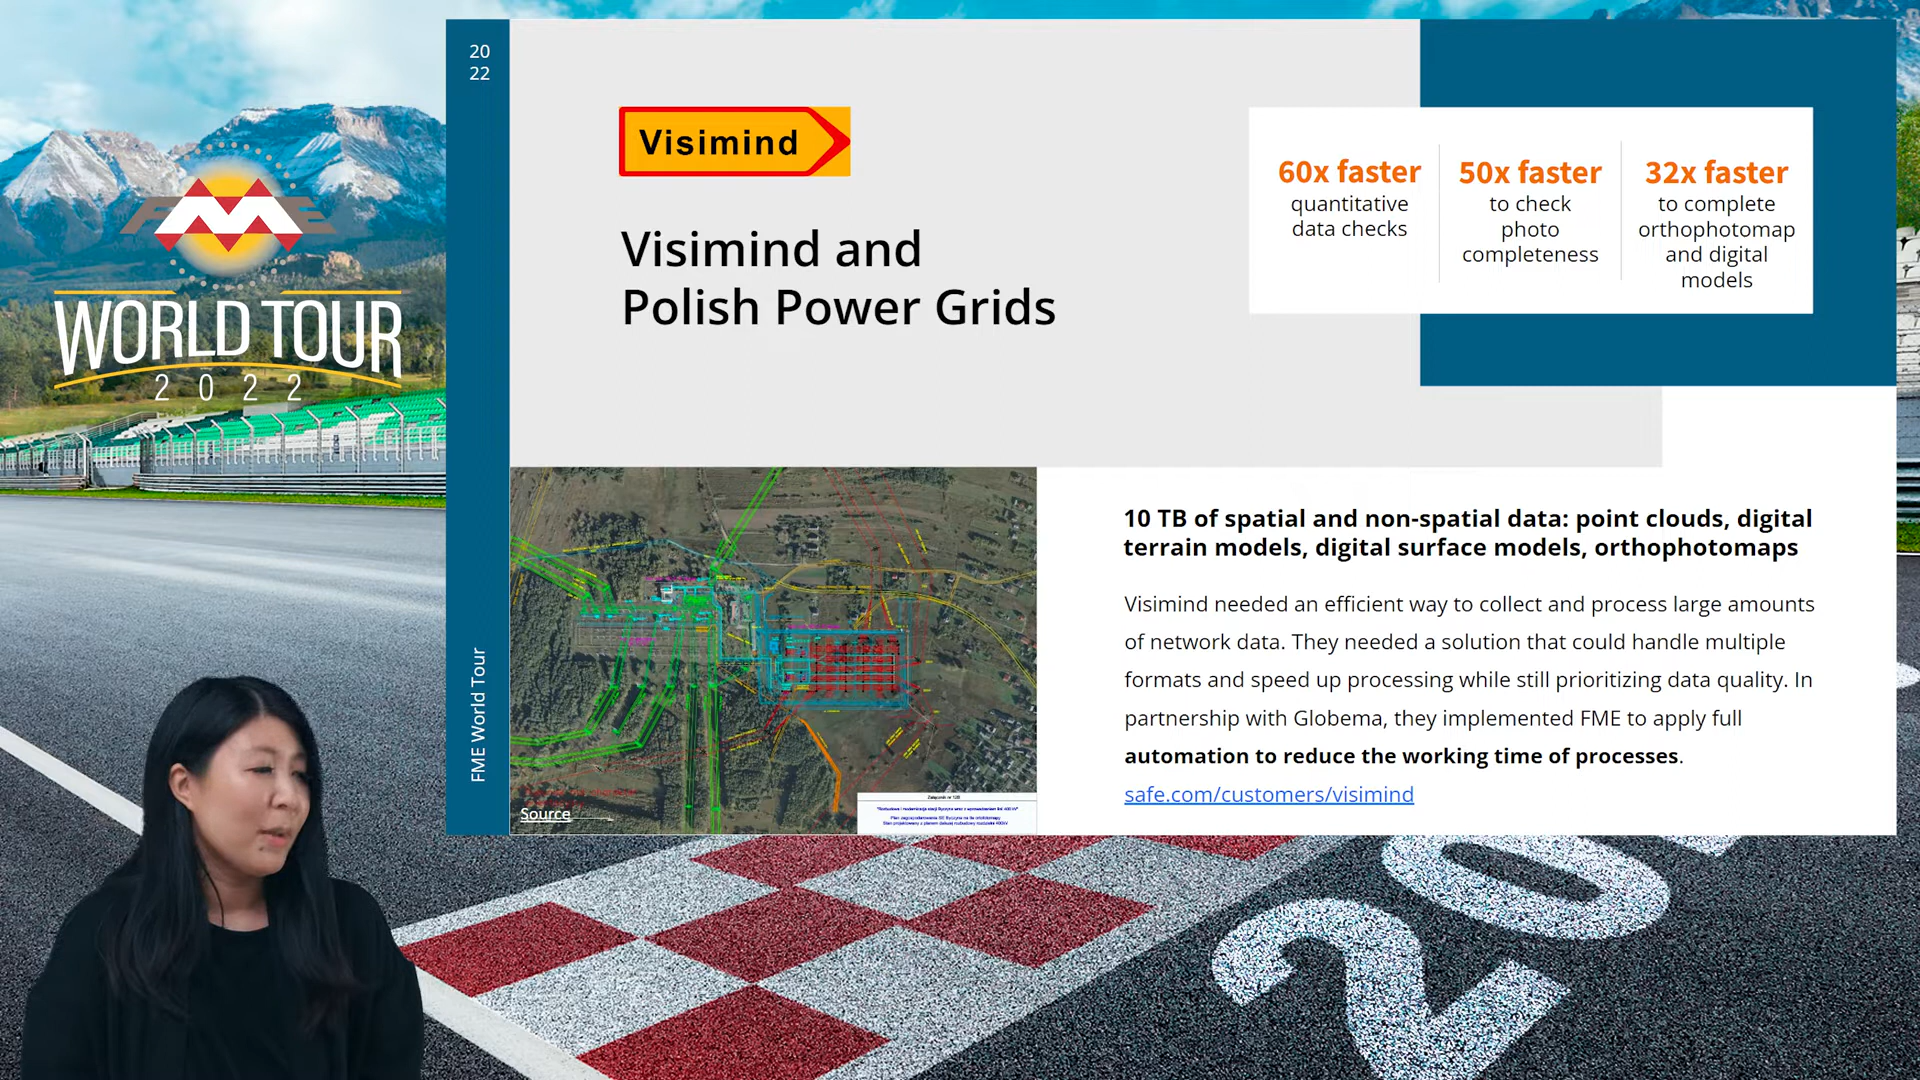 20
22
FME
WORLD TOUR
2022
Visimind
Visimind and
Polish Power Grids
60x faster
quantitative
data checks
50x faster
to check
photo
completeness
32x faster
to complete
orthophotomap
and digital
models
10 TB of spatial and non-spatial data: point clouds, digital
terrain models, digital surface models, orthophotomaps
Visimind needed an efficient way to collect and process large amounts
of network data. They needed a solution that could handle multiple
formats and speed up processing while still prioritizing data quality. In
partnership with Globema, they implemented FME to apply full
automation to reduce the working time of processes.
safe.com/customers/visimind
FME World Tour
Source